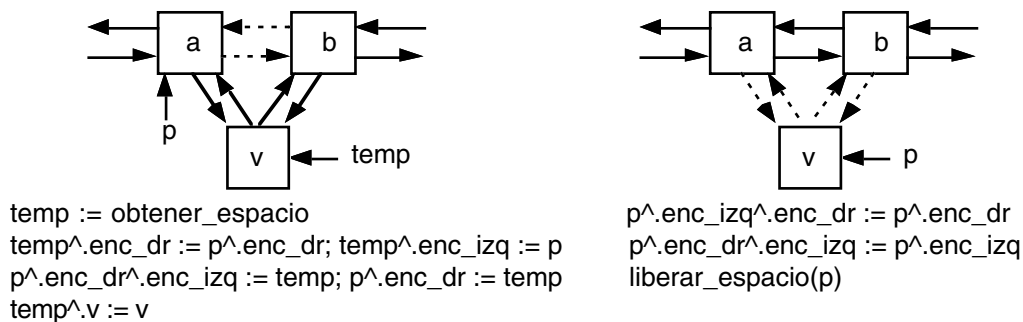 a
b
p
v
temp
temp := obtener_espacio
temp^.enc_dr := p^.enc_dr; temp^.enc_izq := p
p^.enc_dr^.enc_izq := temp; p^.enc_dr := temp
temp^.v := v
a
b
v
p
p^.enc_izq^.enc_dr := p^.enc_dr
p^.enc_dr^.enc_izq := p^.enc_izq
liberar_espacio(p)